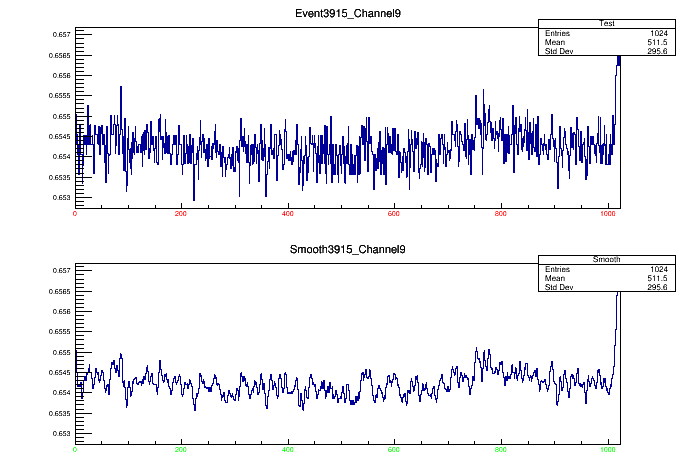 Event3915_Channel9
Test
Entries 1024
Mean 511.5
Std Dev 295.6
0.657
0.6565
0.656
0.6555
0.655
0.6545
0.654
0.6535
0.653
0 200 400 600 800 1000
Smooth3915_Channel9
Smooth
Entries 1024
Mean 511.5
Std Dev 295.6
0.657
0.6565
0.656
0.6555
0.655
0.6545
0.654
0.6535
0.653
0 200 400 600 800 1000